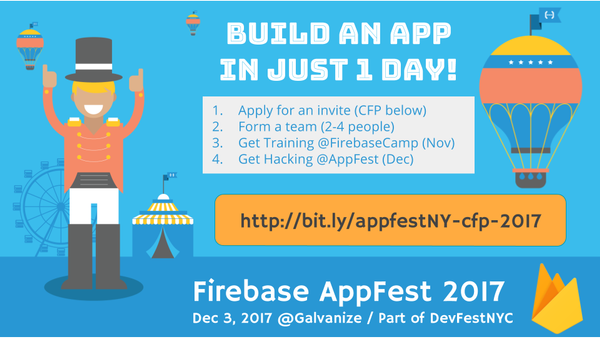 BUILD AN APP
IN JUST 1 DAY!
1. Apply for an invite (CFP below)
2. Form a team (2-4 people)
3. Get Training @FirebaseCamp (Nov)
4. Get Hacking @AppFest (Dec)
http://bit.ly/appfestNY-cfp-2017
Firebase AppFest 2017
Dec 3, 2017 @Galvanize / Part of DevFestNYC